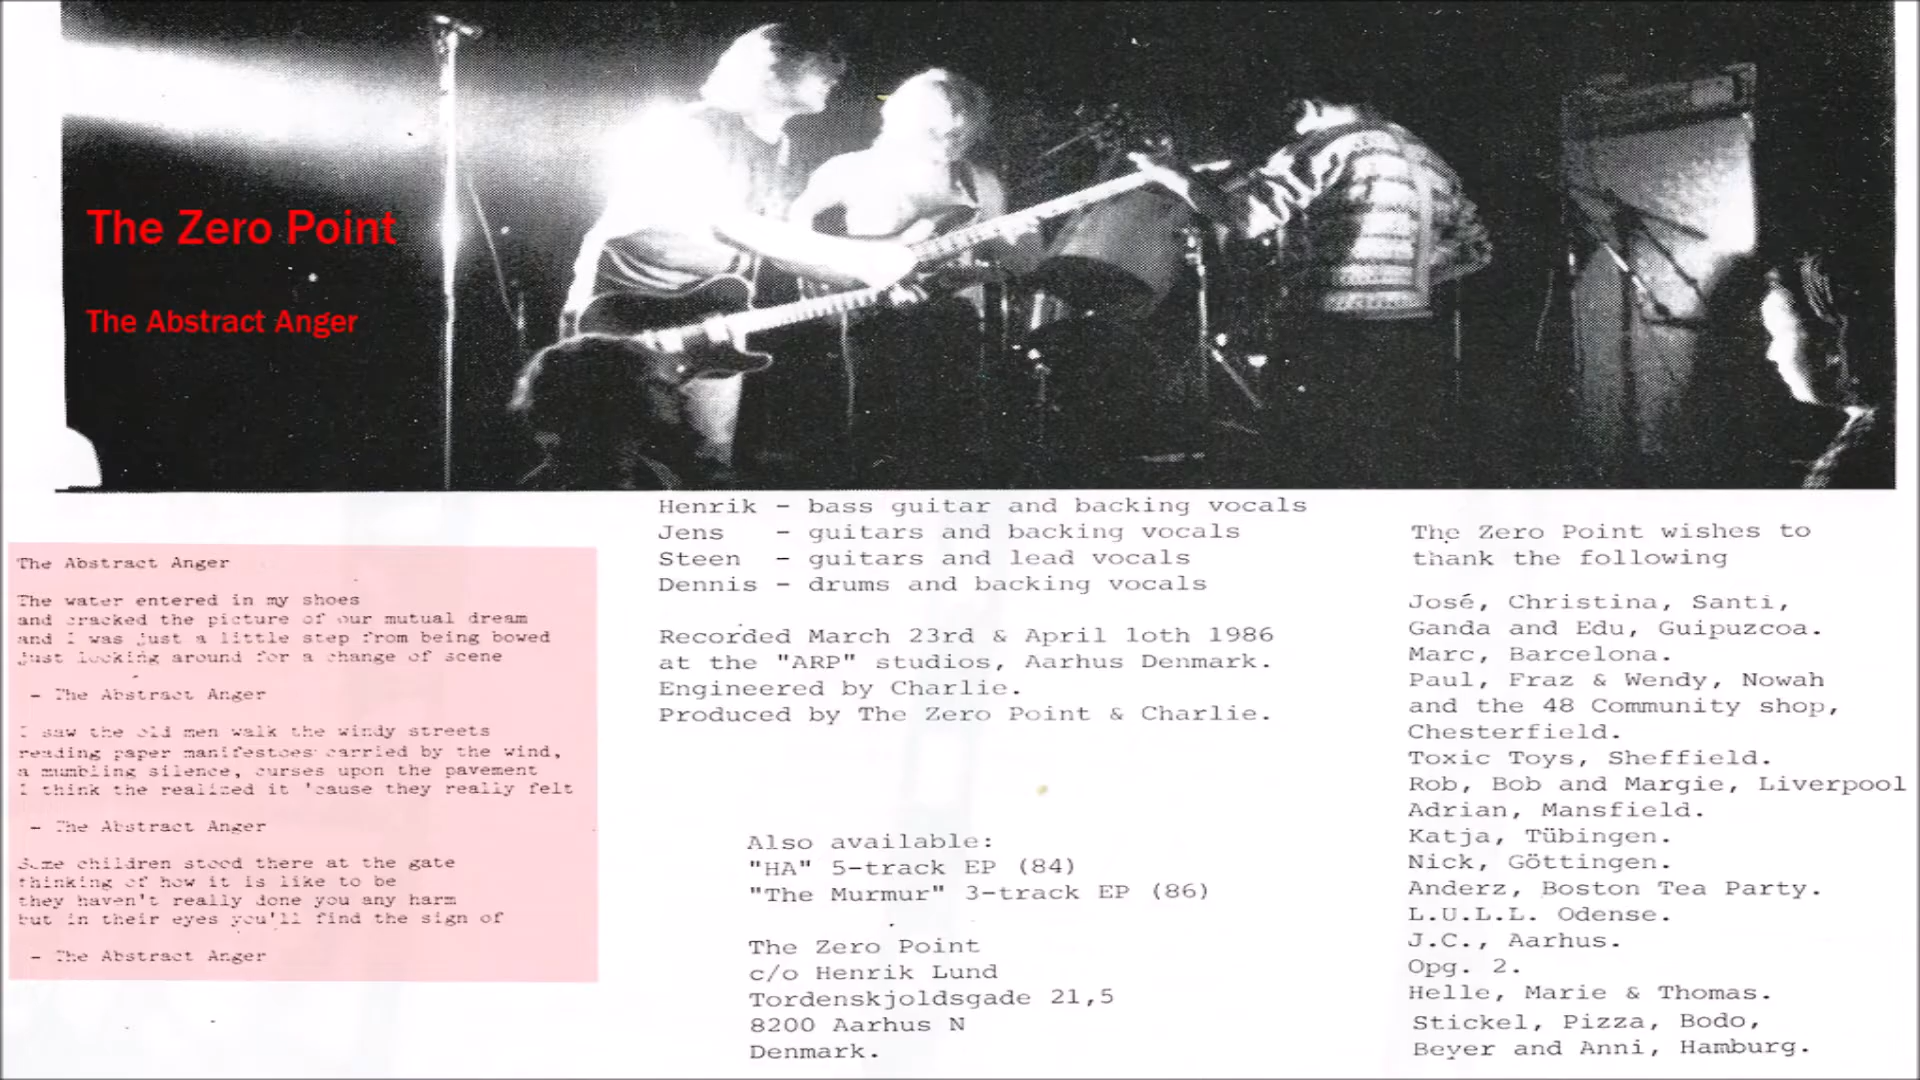 The Zero Point
The Abstract Anger
The Abstract Anger
The water entered in my shoes
and cracked the picture of our mutual dream
and I was just a little step from being bowed
just looking around for a change of scene
- The Abstract Anger
I saw the old men walk the windy streets
reading paper manifestoes carried by the wind,
a mumbling silence, curses upon the pavement
I think the realized it 'cause they really felt
- The Abstract Anger
Some children stood there at the gate
thinking of how it is like to be
they haven't really done you any harm
but in their eyes you'll find the sign of
- The Abstract Anger
Henrik - bass guitar and backing vocals
Jens - guitars and backing vocals
Steen - guitars and lead vocals
Dennis - drums and backing vocals
Recorded March 23rd & April 1oth 1986
at the "ARP" studios, Aarhus Denmark.
Engineered by Charlie.
Produced by The Zero Point & Charlie.
Also available:
"HA" 5-track EP (84)
"The Murmur" 3-track EP (86)
The Zero Point
c/o Henrik Lund
Tordenskjoldsgade 21,5
8200 Aarhus N
Denmark.
The Zero Point wishes to
thank the following
José, Christina, Santi,
Ganda and Edu, Guipuzcoa.
Marc, Barcelona.
Paul, Fraz & Wendy, Nowah
and the 48 Community shop,
Chesterfield.
Toxic Toys, Sheffield.
Rob, Bob and Margie, Liverpool
Adrian, Mansfield.
Katja, Tübingen.
Nick, Göttingen.
Anderz, Boston Tea Party.
L.U.L.L. Odense.
J.C., Aarhus.
Opg. 2.
Helle, Marie & Thomas.
Stickel, Pizza, Bodo,
Beyer and Anni, Hamburg.